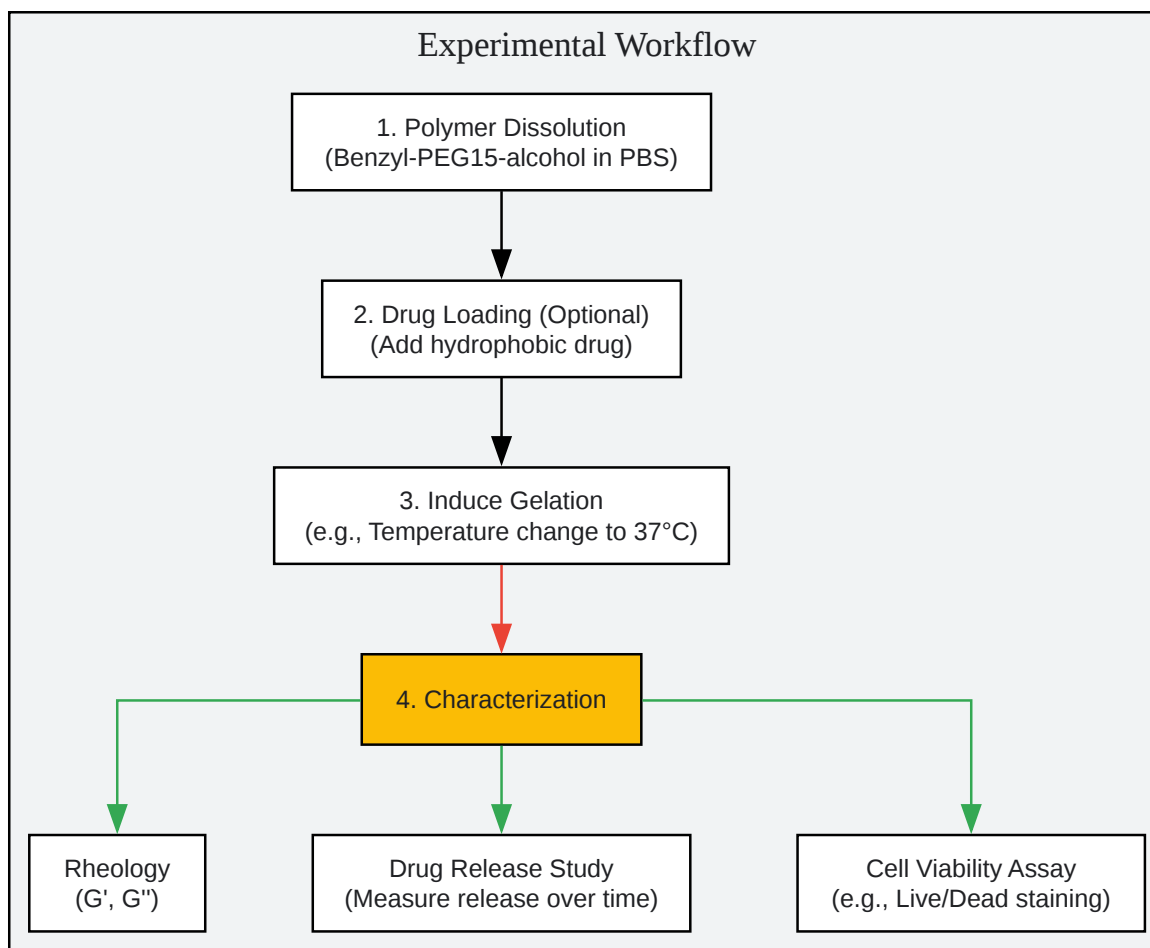 Experimental Workflow
1. Polymer Dissolution
(Benzyl-PEG15-alcohol in PBS)
2. Drug Loading (Optional)
(Add hydrophobic drug)
3. Induce Gelation
(e.g., Temperature change to 37°C)
4. Characterization
Rheology
(G', G'')
Drug Release Study
(Measure release over time)
Cell Viability Assay
(e.g., Live/Dead staining)